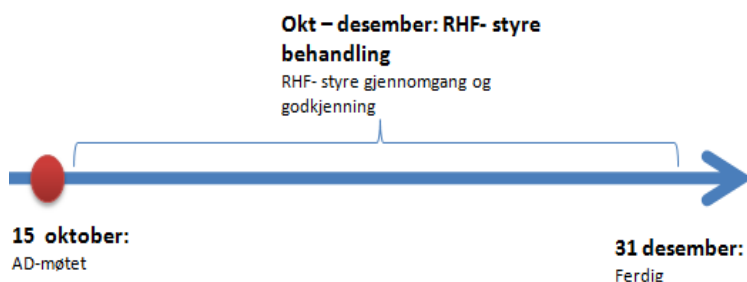 Okt – desember: RHF- styre
behandling
RHF- styre gjennomgang og
godkjenning
15 oktober:
AD-møtet
31 desember:
Ferdig